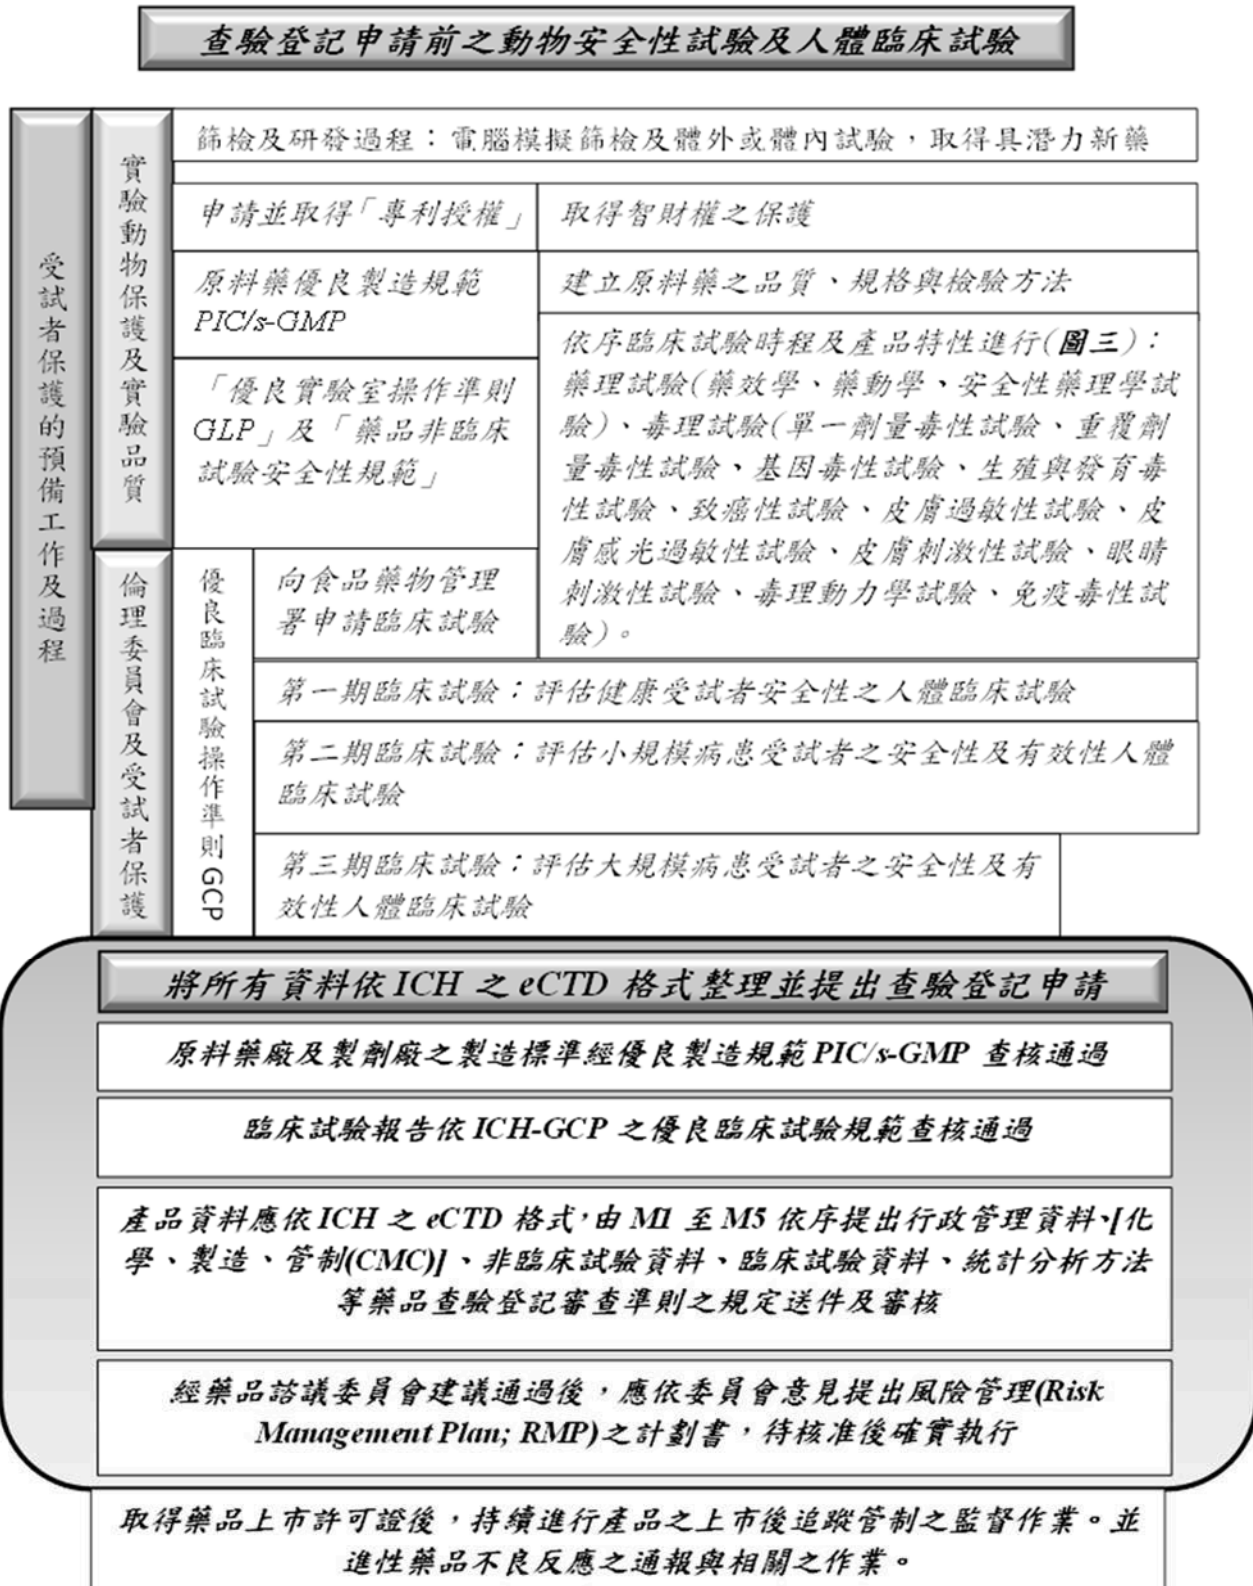 查驗登記申請前之動物安全性試驗及人體臨床試驗
受試者保護的預備工作及過程
實驗動物保護及實驗品質
篩檢及研發過程：電腦模擬篩檢及體外或體內試驗，取得具潛力新藥
申請並取得「專利授權」
取得智財權之保護
原料藥優良製造規範
PIC/s-GMP
建立原料藥之品質、規格與檢驗方法
「優良實驗室操作準則
GLP」及「藥品非臨床
試驗安全性規範」
依序臨床試驗時程及產品特性進行(圖三)：
藥理試驗(藥效學、藥動學、安全性藥理學試
驗)、毒理試驗(單一劑量毒性試驗、重覆劑
量毒性試驗、基因毒性試驗、生殖與發育毒
性試驗、致癌性試驗、皮膚過敏性試驗、皮
膚感光過敏性試驗、皮膚刺激性試驗、眼睛
刺激性試驗、毒理動力學試驗、免疫毒性試
驗)。
倫理委員會及受試者保護
優良臨床試驗操作準則 GCP
向食品藥物管理
署申請臨床試驗
第一期臨床試驗；評估健康受試者安全性之人體臨床試驗
第二期臨床試驗；評估小規模病患受試者之安全性及有效性人體
臨床試驗
第三期臨床試驗；評估大規模病患受試者之安全性及有
效性人體臨床試驗
將所有資料依 ICH 之 eCTD 格式整理並提出查驗登記申請
原料藥廠及製劑廠之製造標準經優良製造規範 PIC/s-GMP 查核通過
臨床試驗報告依 ICH-GCP 之優良臨床試驗規範查核通過
產品資料應依 ICH 之 eCTD 格式，由 M1 至 M5 依序提出行政管理資料、[化
學、製造、管制(CMC)]、非臨床試驗資料、臨床試驗資料、統計分析方法
等藥品查驗登記審查準則之規定送件及審核
經藥品諮議委員會建議通過後，應依委員會意見提出風險管理(Risk
Management Plan; RMP)之計劃書，待核准後確實執行
取得藥品上市許可證後，持續進行產品之上市後追蹤管制之監督作業。並
進性藥品不良反應之通報與相關之作業。